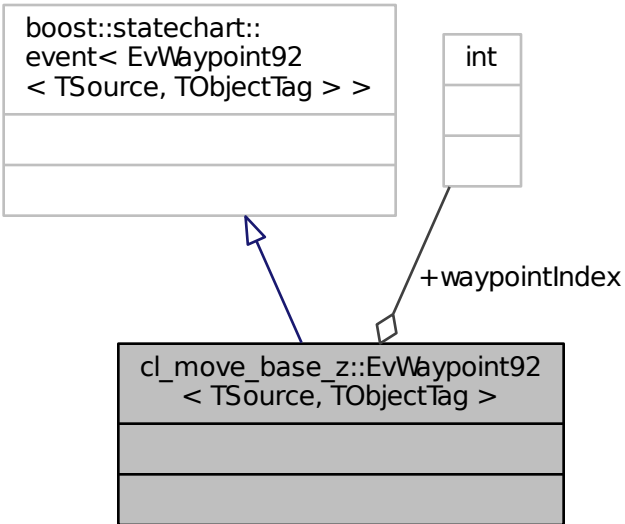 boost::statechart::
event< EvWaypoint92
< TSource, TObjectTag > >
int
+waypointIndex
cl_move_base_z::EvWaypoint92
< TSource, TObjectTag >